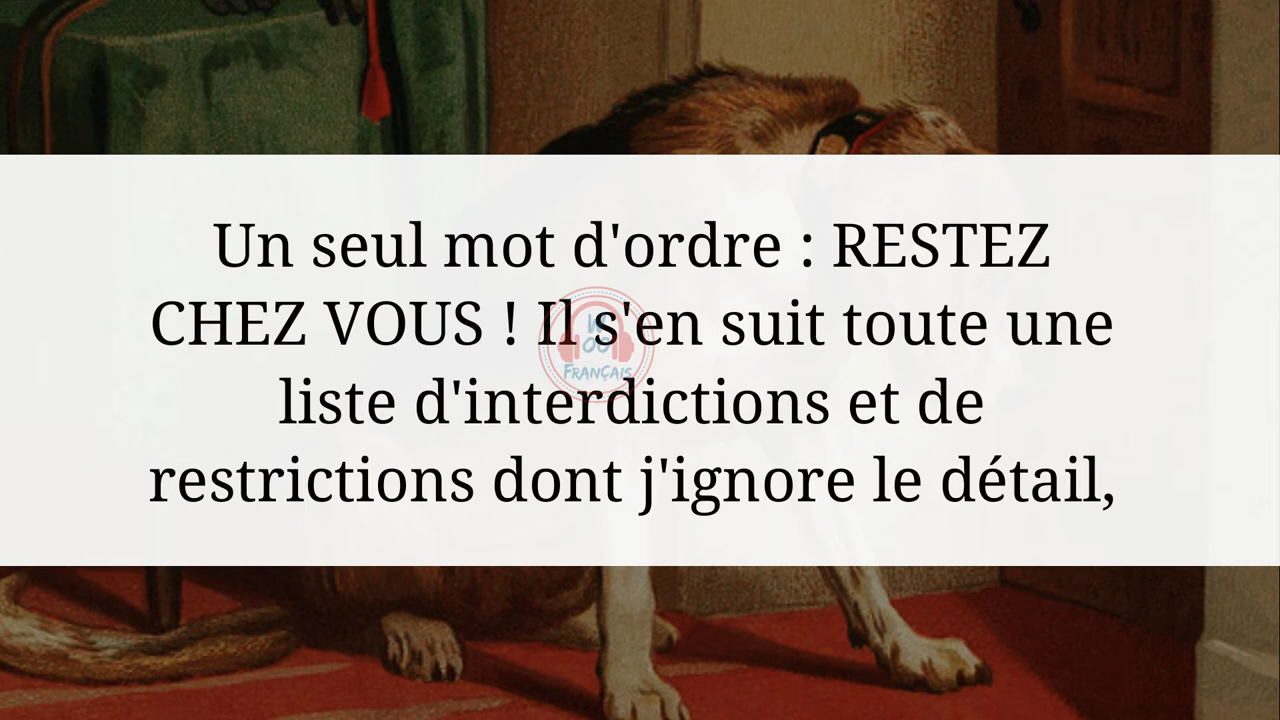 Un seul mot d'ordre : RESTEZ
CHEZ VOUS ! Il s'en suit toute une
liste d'interdictions et de
restrictions dont j'ignore le détail,
FRANÇAIS